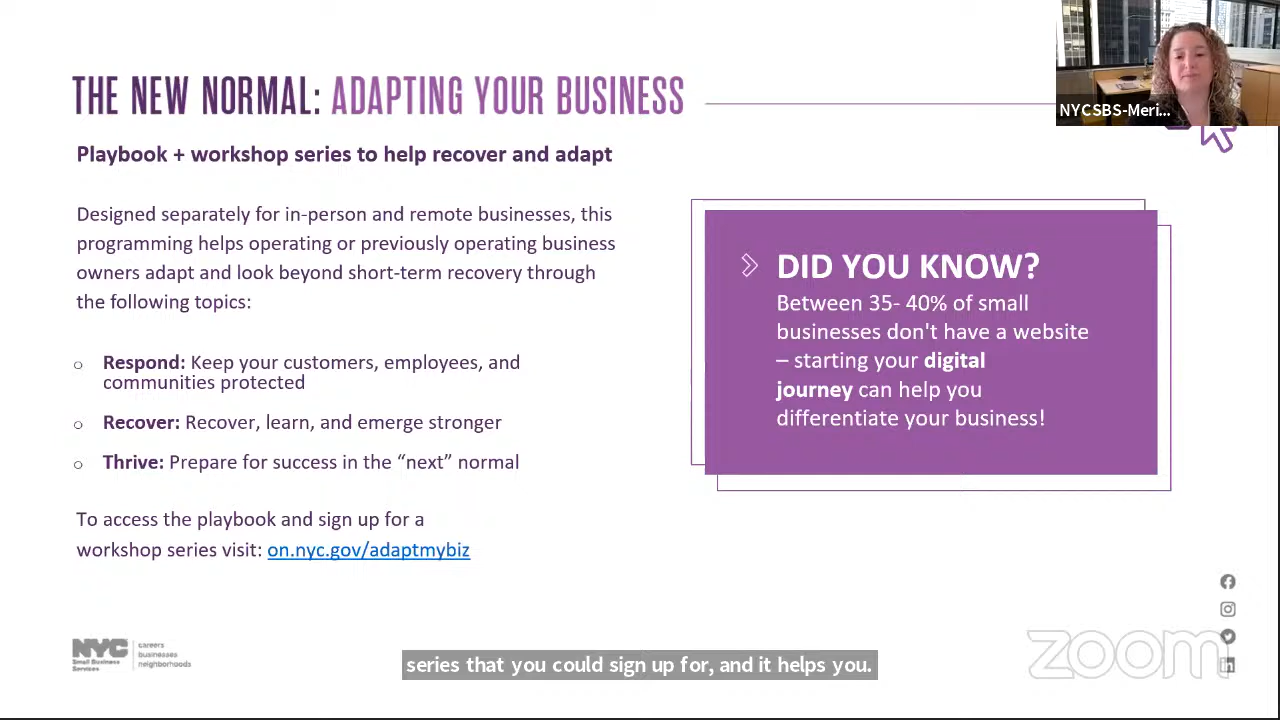 THE NEW NORMAL: ADAPTING YOUR BUSINESS
NYCSBS-Meri...
Playbook + workshop series to help recover and adapt
Designed separately for in-person and remote businesses, this
programming helps operating or previously operating business
owners adapt and look beyond short-term recovery through
the following topics:
Respond: Keep your customers, employees, and
communities protected
Recover: Recover, learn, and emerge stronger
Thrive: Prepare for success in the “next” normal
To access the playbook and sign up for a
workshop series visit: on.nyc.gov/adaptmybiz
DID YOU KNOW?
Between 35- 40% of small
businesses don't have a website
– starting your digital
journey can help you
differentiate your business!
NYC
Small Business
Services
careers
businesses
neighborhoods
series that you could sign up for, and it helps you.
zoom